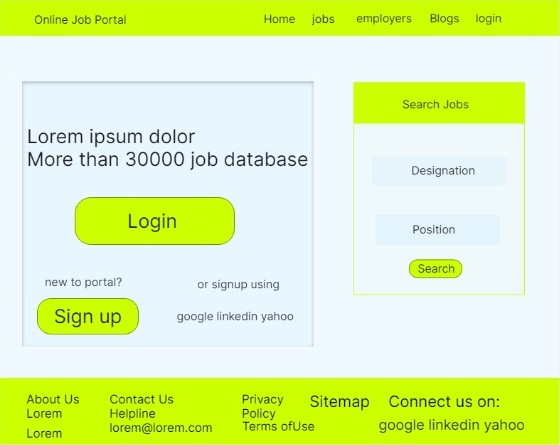 Online Job Portal
Home jobs employers Blogs login
Lorem ipsum dolor
More than 30000 job database
Login
new to portal?
Sign up
or signup using
google linkedin yahoo
Search Jobs
Designation
Position
Search
About Us
Lorem
Lorem
Contact Us
Helpline
lorem@lorem.com
Privacy
Policy
Terms ofUse
Sitemap
Connect us on:
google linkedin yahoo